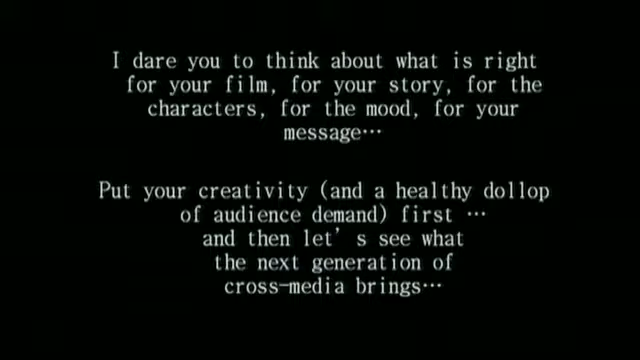 I dare you to think about what is right
for your film, for your story, for the
characters, for the mood, for your
message…
Put your creativity (and a healthy dollop
of audience demand) first …
and then let’s see what
the next generation of
cross-media brings…